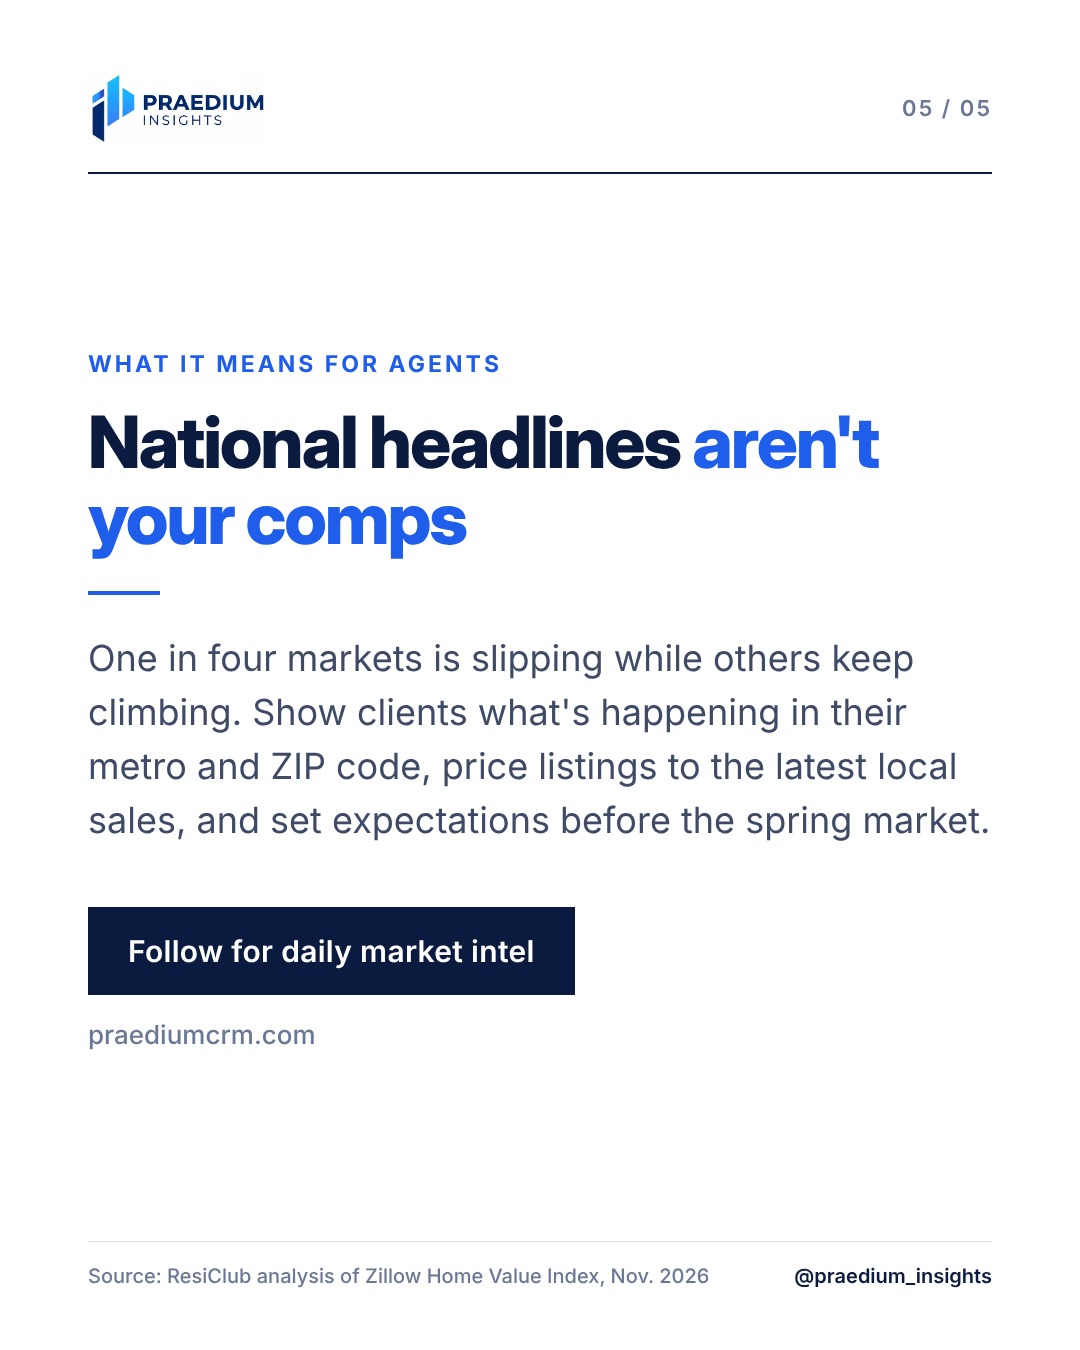 PRAEDIUM
INSIGHTS
05 / 05
WHAT IT MEANS FOR AGENTS
National headlines aren't
your comps
One in four markets is slipping while others keep
climbing. Show clients what's happening in their
metro and ZIP code, price listings to the latest local
sales, and set expectations before the spring market.
Follow for daily market intel
praediumcrm.com
Source: ResiClub analysis of Zillow Home Value Index, Nov. 2026
@praedium_insights